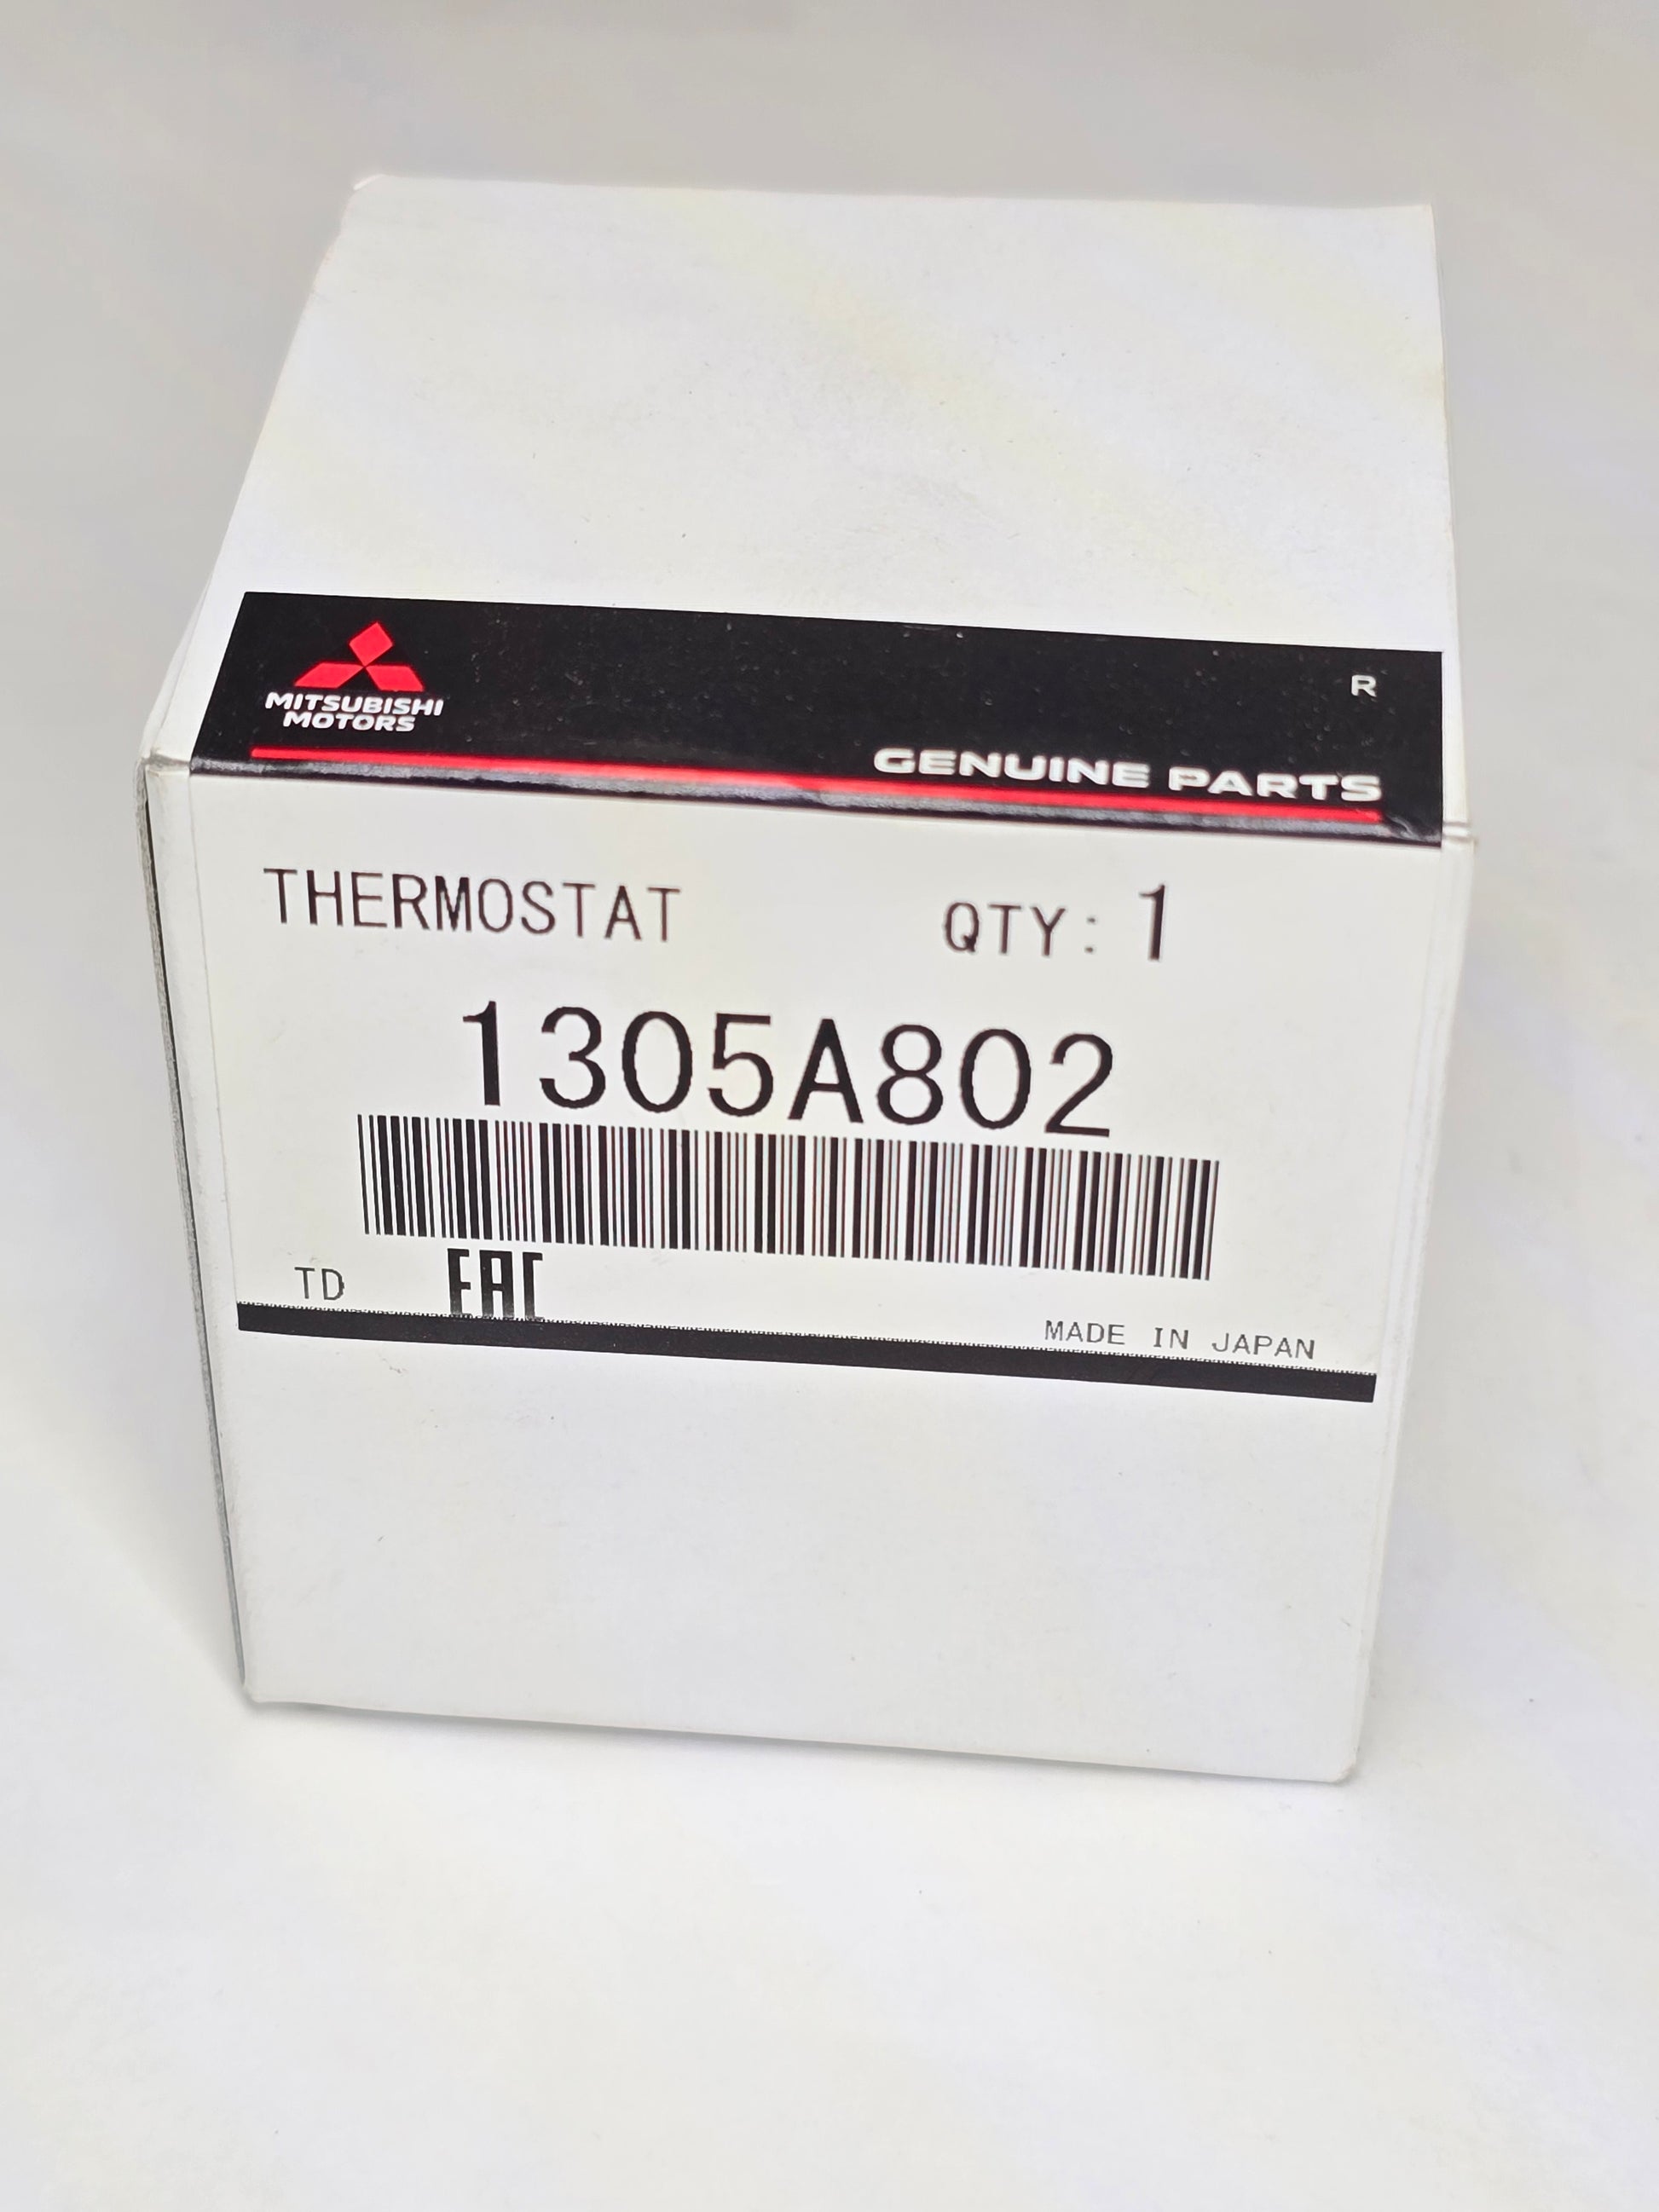 MITSUBISHI
MOTORS
R
GENUINE PARTS
THERMOSTAT QTY: 1
1305A802
TD EAC
MADE IN JAPAN